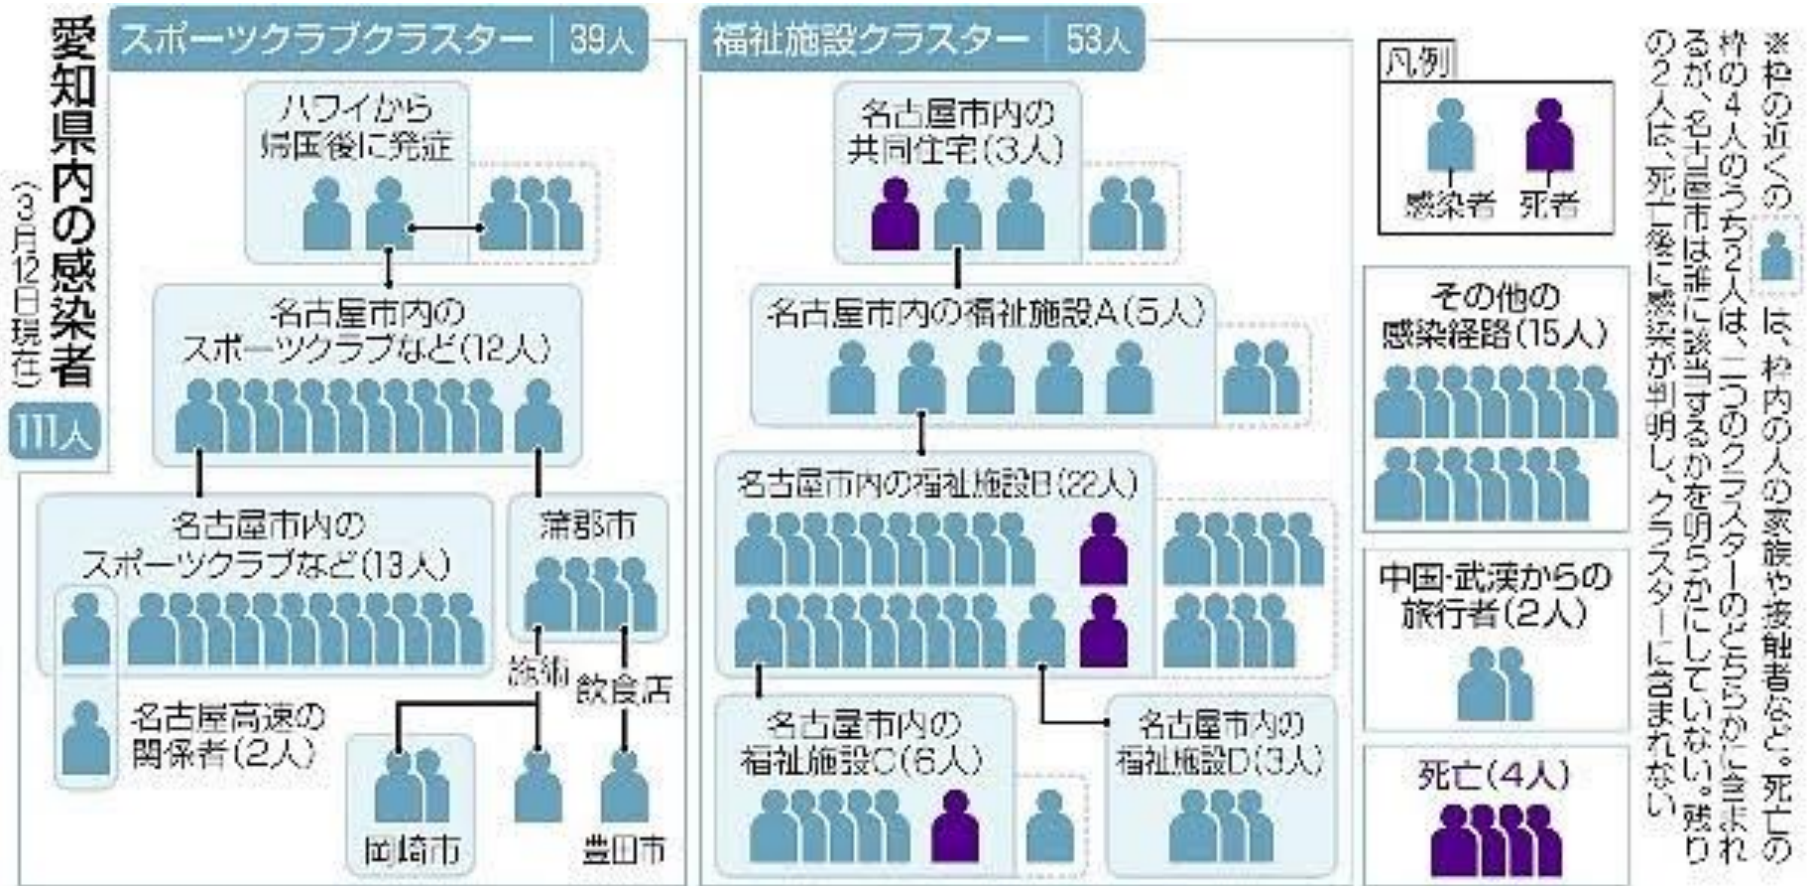 愛知県内の感染者
(3月12日現在)
111人
スポーツクラブクラスター 39人
ハワイから
帰国後に発症
名古屋市内の
スポーツクラブなど(12人)
名古屋市内の
スポーツクラブなど(13人)
名古屋高速の
関係者(2人)
蒲郡市
施術
飲食店
岡崎市
豊田市
福祉施設クラスター 53人
名古屋市内の
共同住宅(3人)
名古屋市内の福祉施設A(5人)
名古屋市内の福祉施設B(22人)
名古屋市内の
福祉施設C(6人)
名古屋市内の
福祉施設D(3人)
凡例
感染者
死者
その他の
感染経路(15人)
中国・武漢からの
旅行者(2人)
死亡(4人)
※枠の近くの は、枠内の人の家族や接触者など。死亡の
枠の4人のうち2人は、二つのクラスターのどちらかに含まれ
るが、名古屋市は誰に該当するかを明らかにしていない。残り
の2人は、死亡後に感染が判明し、クラスターに含まれない